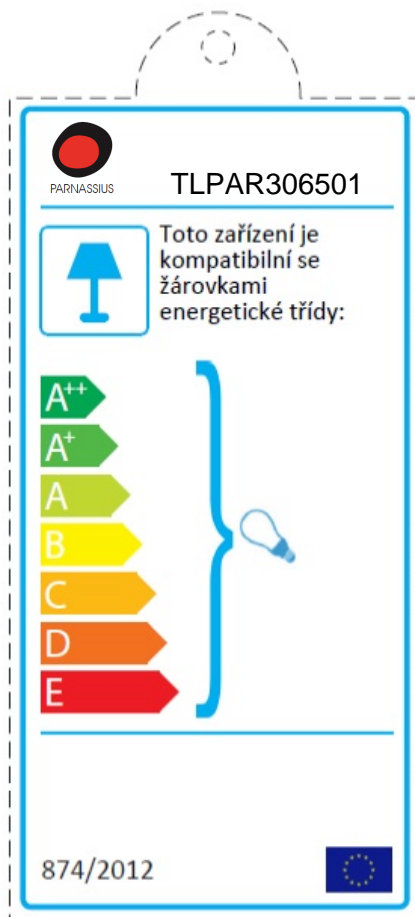 PARNASSIUS
TLPAR306501
Toto zařízení je
kompatibilní se
žárovkami
energetické třídy:
A++
A+
A
B
C
D
E
874/2012